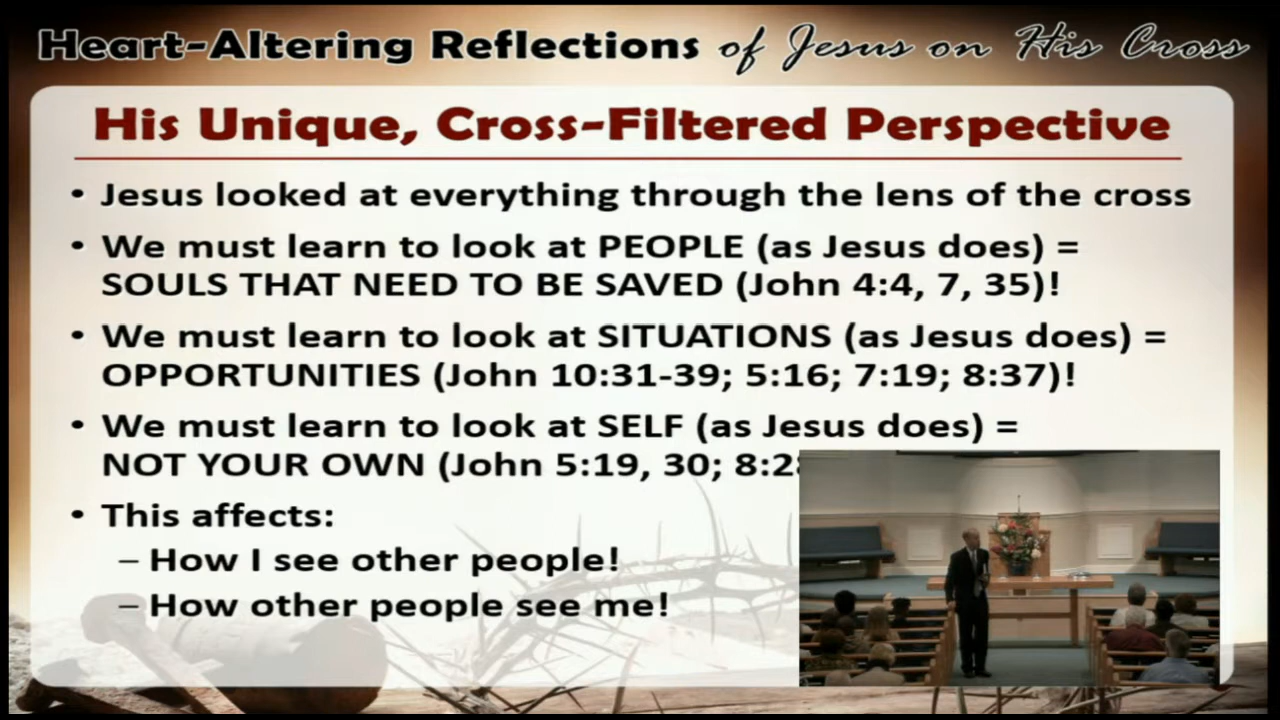 Heart-Altering Reflections of Jesus on His Cross
His Unique, Cross-Filtered Perspective
• Jesus looked at everything through the lens of the cross
• We must learn to look at PEOPLE (as Jesus does) =
SOULS THAT NEED TO BE SAVED (John 4:4, 7, 35)!
• We must learn to look at SITUATIONS (as Jesus does) =
OPPORTUNITIES (John 10:31-39; 5:16; 7:19; 8:37)!
• We must learn to look at SELF (as Jesus does) =
NOT YOUR OWN (John 5:19, 30;
• This affects:
– How I see other people!
– How other people see me!